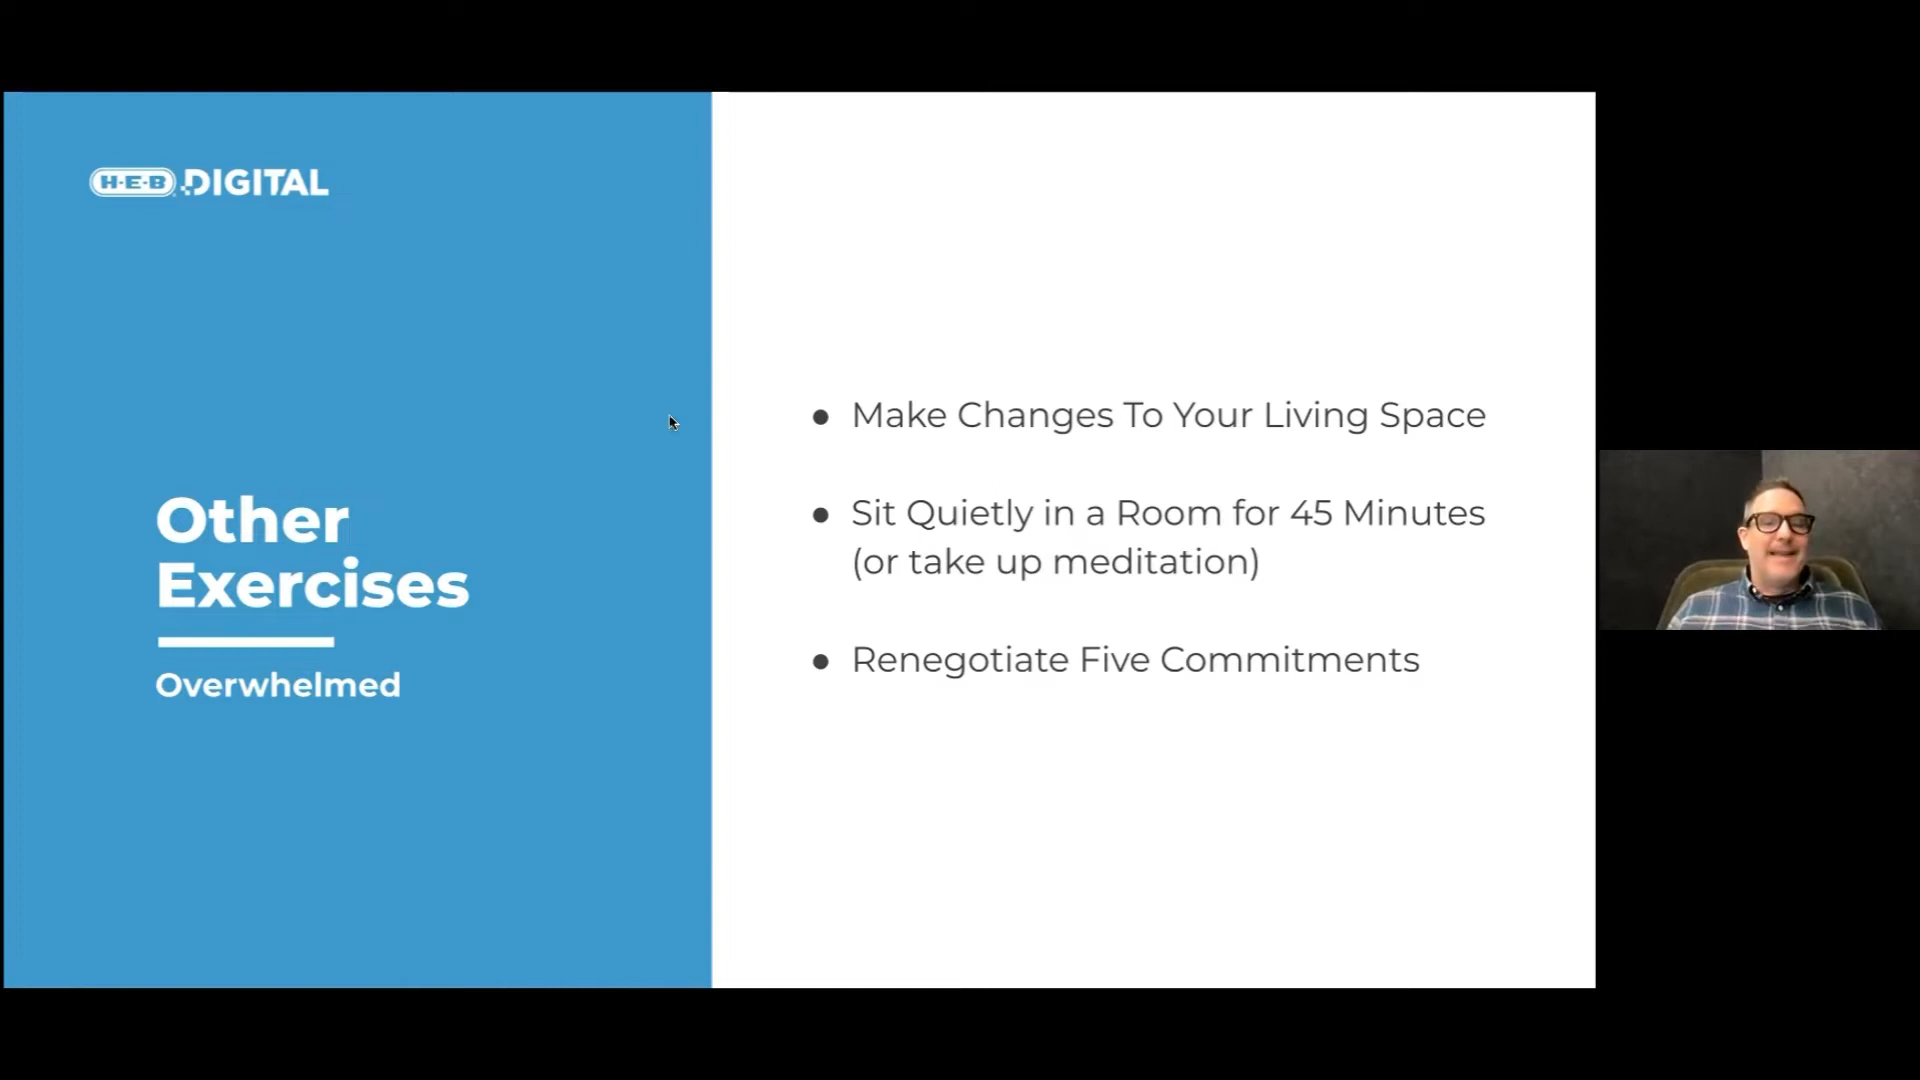 H-E-B DIGITAL
Other
Exercises
Overwhelmed
● Make Changes To Your Living Space
● Sit Quietly in a Room for 45 Minutes
(or take up meditation)
● Renegotiate Five Commitments